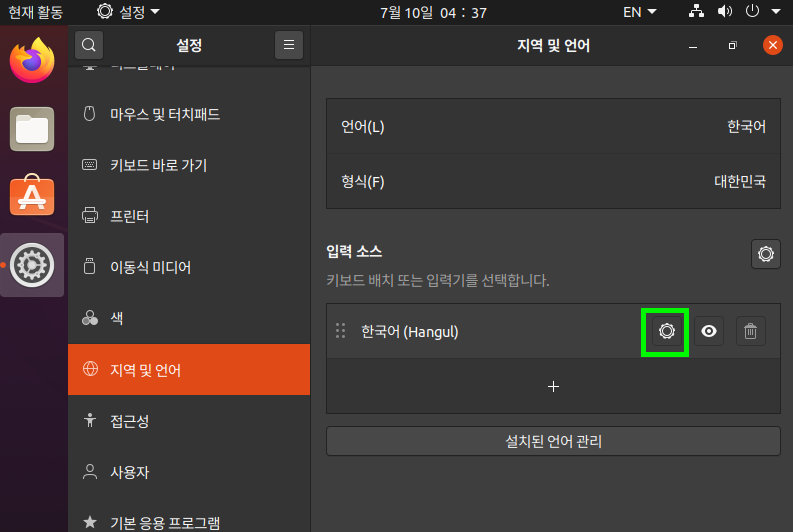 현재 활동
설정
7월 10일 04 : 37
EN
설정
지역 및 언어
마우스 및 터치패드
키보드 바로 가기
프린터
이동식 미디어
색
지역 및 언어
접근성
사용자
기본 응용 프로그램
언어(L)
한국어
형식(F)
대한민국
입력 소스
키보드 배치 또는 입력기를 선택합니다.
한국어 (Hangul)
설치된 언어 관리